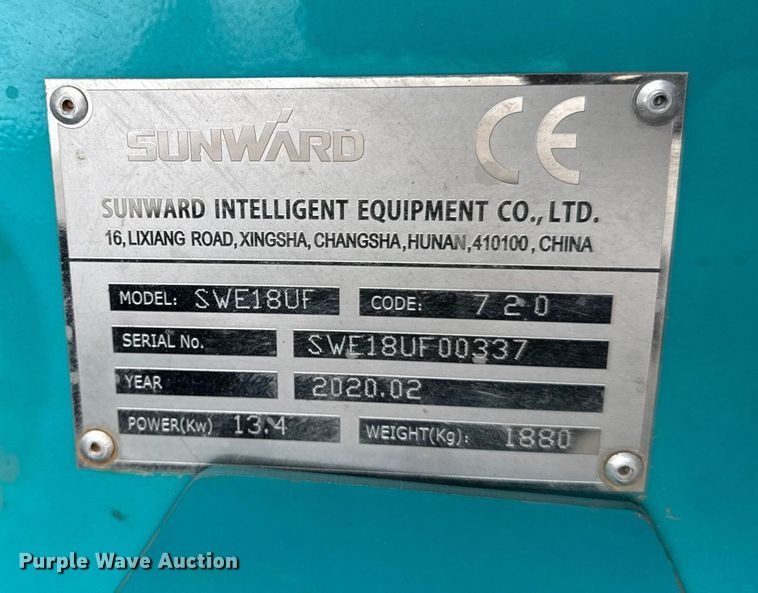 SUNWARD CE
SUNWARD INTELLIGENT EQUIPMENT CO., LTD.
16, LIXIANG ROAD, XINGSHA, CHANGSHA, HUNAN, 410100, CHINA
MODEL: SWE18UF CODE: 720
SERIAL No. SWE18UF00337
YEAR 2020.02
POWER(Kw) 13.4 WEIGHT(Kg): 1880
Purple Wave Auction